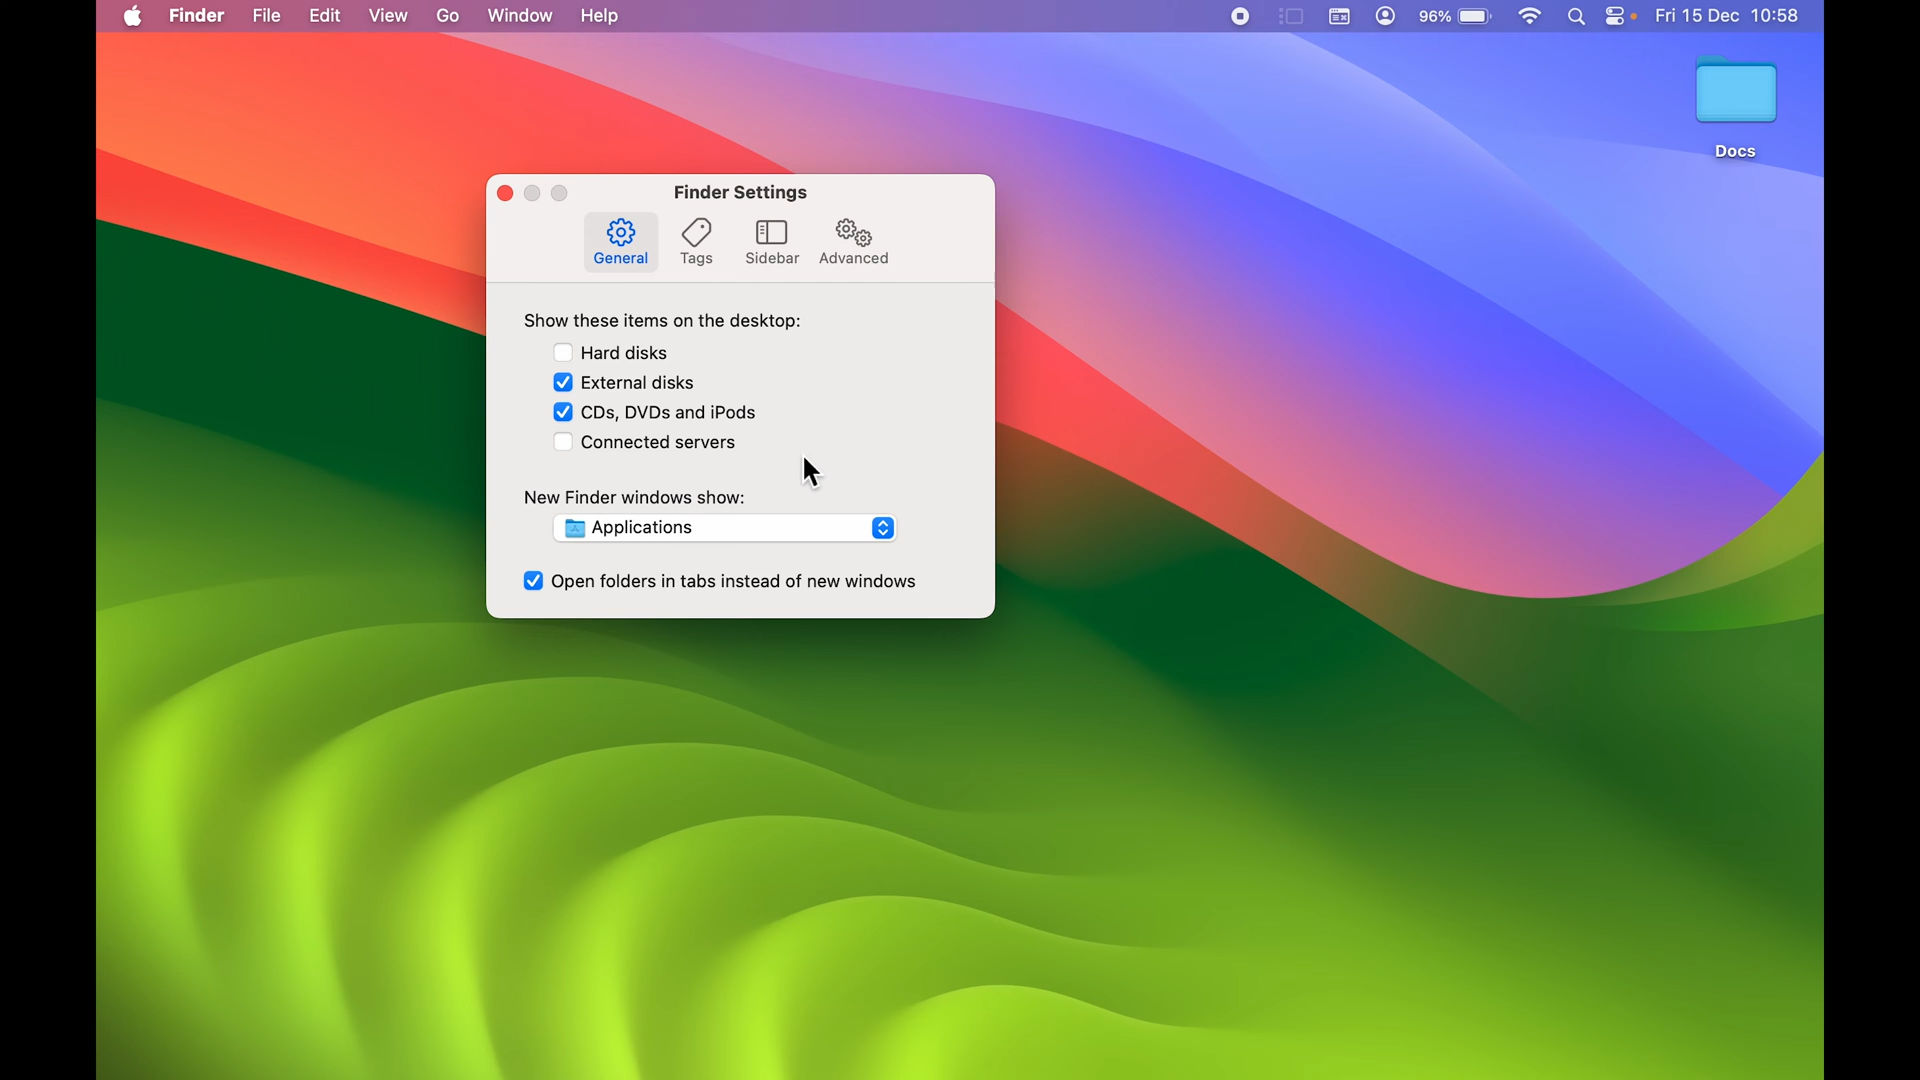 Finder File Edit View Go Window Help 96% Fri 15 Dec 10:58
Docs
Finder Settings
General Tags Sidebar Advanced
Show these items on the desktop:
Hard disks
External disks
CDs, DVDs and iPods
Connected servers
New Finder windows show:
Applications
Open folders in tabs instead of new windows